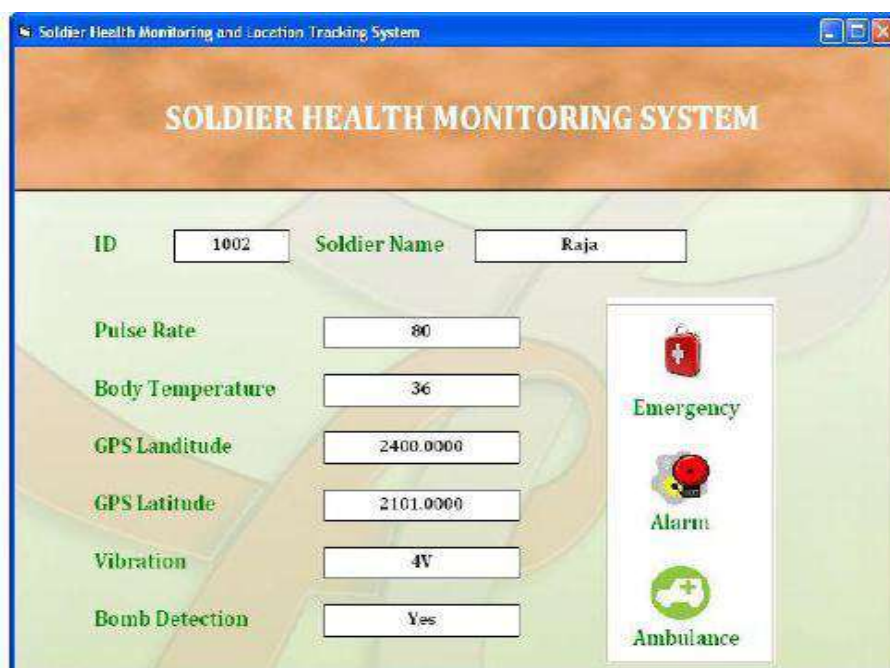 Soldier Health Monitoring and Location Tracking System
SOLDIER HEALTH MONITORING SYSTEM
ID 1002 Soldier Name Raja
Pulse Rate 80
Body Temperature 36
Emergency
GPS Landitude 2400.0000
GPS Latitude 2101.0000
Alarm
Vibration 4V
Bomb Detection Yes
Ambulance